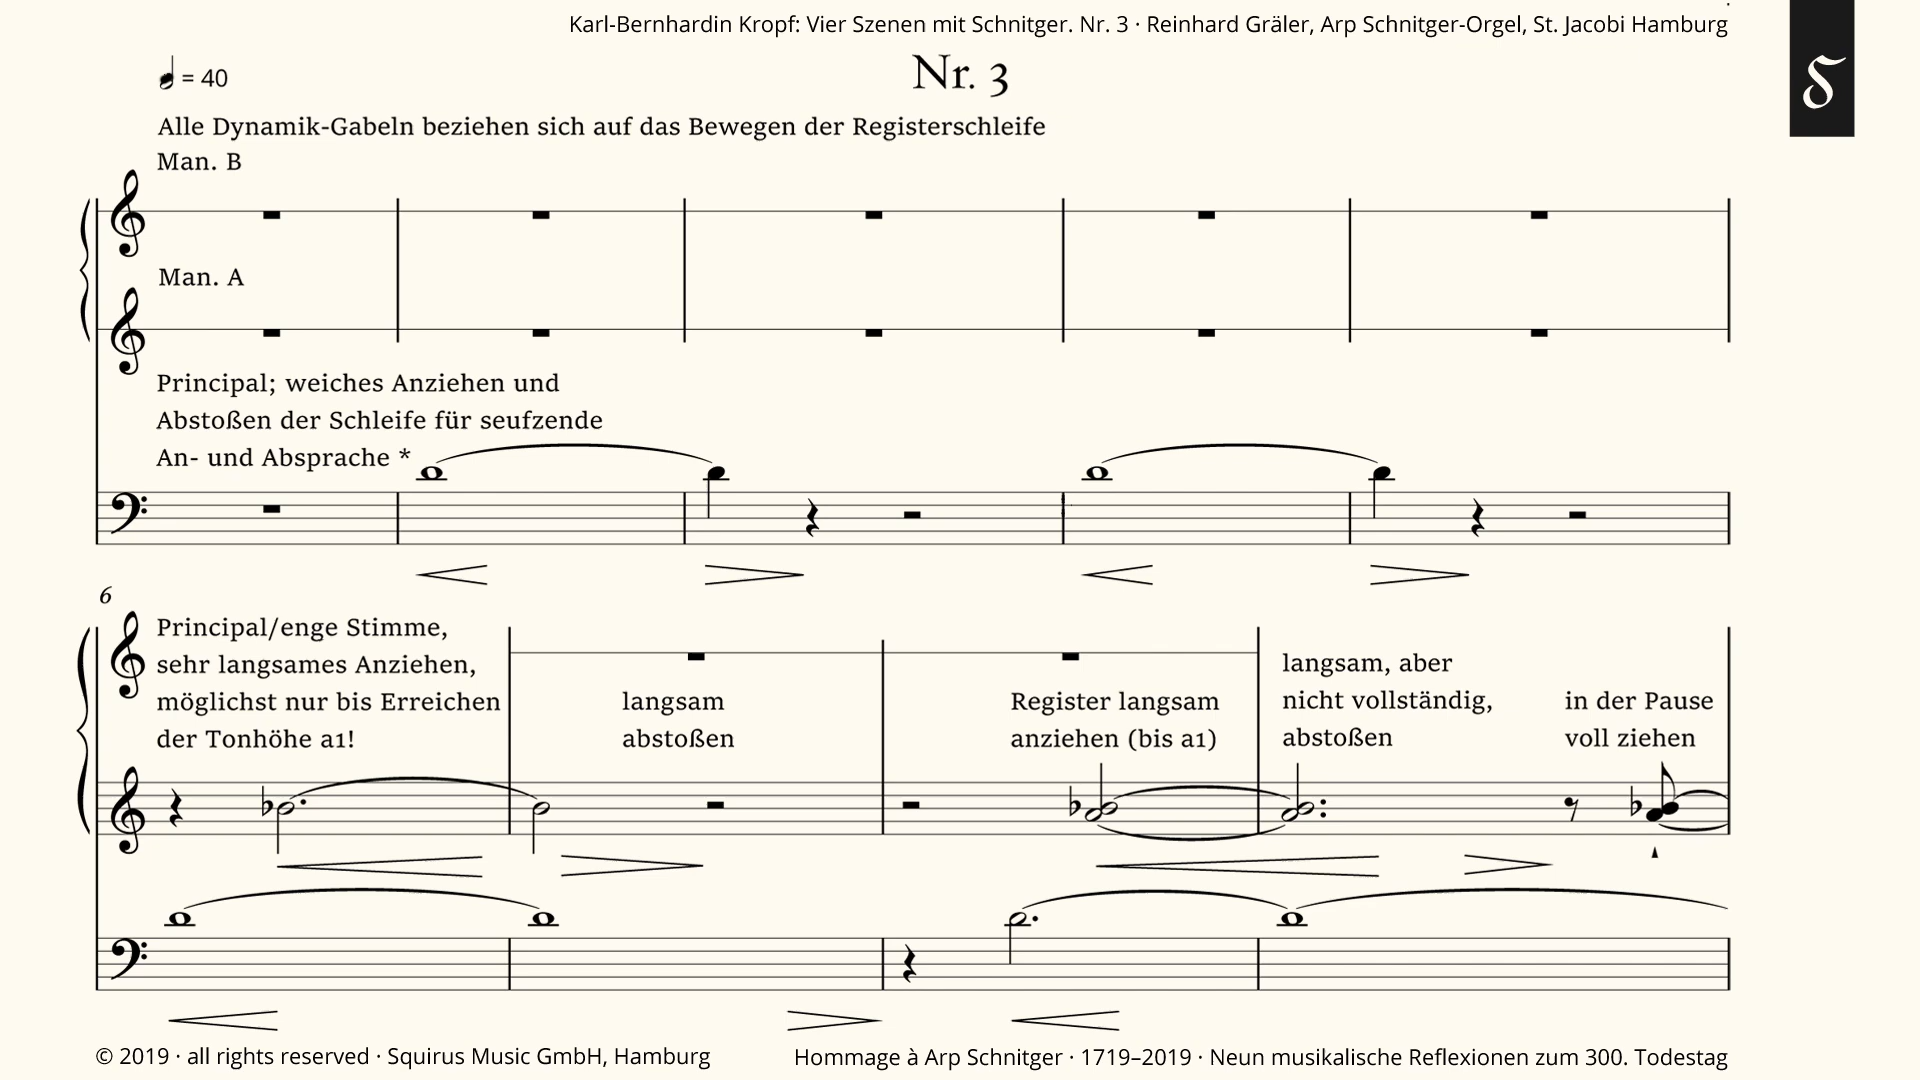 Karl-Bernhardin Kropf: Vier Szenen mit Schnitger. Nr. 3 · Reinhard Gräler, Arp Schnitger-Orgel, St. Jacobi Hamburg
Nr. 3
= 40
Alle Dynamik-Gabeln beziehen sich auf das Bewegen der Registerschleife
Man. B
Man. A
Principal; weiches Anziehen und
Abstoßen der Schleife für seufzende
An- und Absprache *
6
Principal/enge Stimme,
sehr langsames Anziehen,
möglichst nur bis Erreichen
der Tonhöhe a1!
langsam
abstoßen
Register langsam
anziehen (bis a1)
langsam, aber
nicht vollständig,
abstoßen
in der Pause
voll ziehen
© 2019 · all rights reserved · Squirus Music GmbH, Hamburg
Hommage à Arp Schnitger · 1719–2019 · Neun musikalische Reflexionen zum 300. Todestag